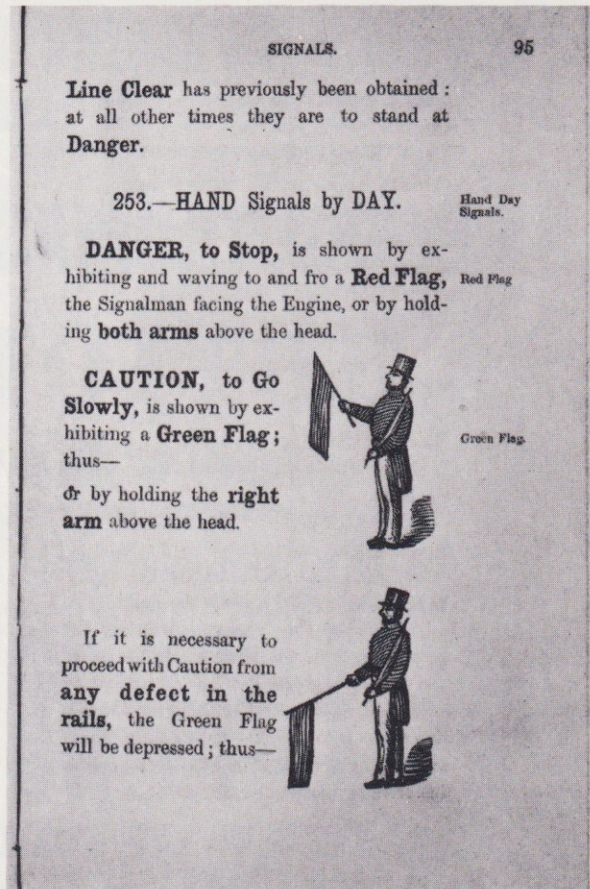 SIGNALS. 95
Line Clear has previously been obtained :
at all other times they are to stand at
Danger.
253.—HAND Signals by DAY.
Hand Day
Signals.
DANGER, to Stop, is shown by ex-
hibiting and waving to and fro a Red Flag,
Red Flag
the Signalman facing the Engine, or by hold-
ing both arms above the head.
CAUTION, to Go
Slowly, is shown by ex-
hibiting a Green Flag;
Green Flag.
thus—
or by holding the right
arm above the head.
If it is necessary to
proceed with Caution from
any defect in the
rails, the Green Flag
will be depressed; thus—